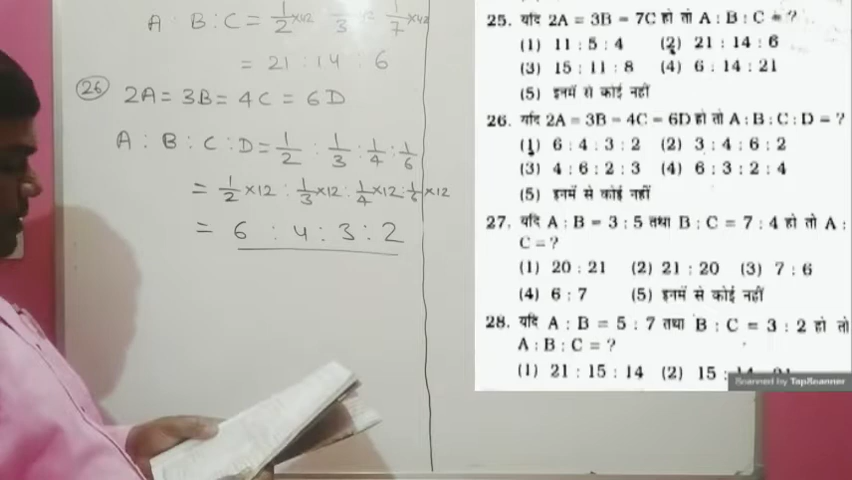 A : B : C = 1/2 ×42 1/3 1/7 ×42
= 21 : 14 : 6
(26) 2A = 3B = 4C = 6D
A : B : C : D = 1/2 : 1/3 : 1/4 : 1/6
= 1/2 ×12 : 1/3 ×12 : 1/4 ×12 : 1/6 ×12
= 6 : 4 : 3 : 2
25. यदि 2A = 3B = 7C हो तो A : B : C = ?
(1) 11 : 5 : 4 (2) 21 : 14 : 6
(3) 15 : 11 : 8 (4) 6 : 14 : 21
(5) इनमें से कोई नहीं
26. यदि 2A = 3B = 4C = 6D हो तो A : B : C : D = ?
(1) 6 : 4 : 3 : 2 (2) 3 : 4 : 6 : 2
(3) 4 : 6 : 2 : 3 (4) 6 : 3 : 2 : 4
(5) इनमें से कोई नहीं
27. यदि A : B = 3 : 5 तथा B : C = 7 : 4 हो तो A :
C = ?
(1) 20 : 21 (2) 21 : 20 (3) 7 : 6
(4) 6 : 7 (5) इनमें से कोई नहीं
28. यदि A : B = 5 : 7 तथा B : C = 3 : 2 हो तो
A : B : C = ?
(1) 21 : 15 : 14 (2) 15 :
Scanned by TapScanner